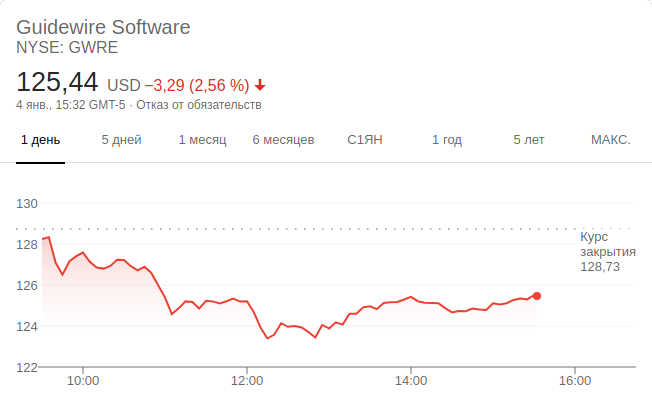 Guidewire Software
NYSE: GWRE
125,44 USD −3,29 (2,56 %)
4 янв., 15:32 GMT-5 · Отказ от обязательств
1 день 5 дней 1 месяц 6 месяцев С1ЯН 1 год 5 лет МАКС.
130
128
126
124
122
Курс
закрытия
128,73
10:00 12:00 14:00 16:00